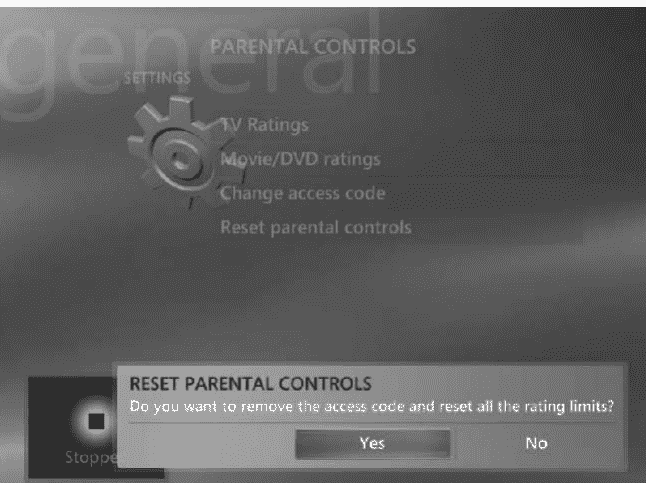 general
PARENTAL CONTROLS
SETTINGS
TV Ratings
Movie/DVD ratings
Change access code
Reset parental controls
RESET PARENTAL CONTROLS
Do you want to remove the access code and reset all the rating limits?
Yes No
Stoppe